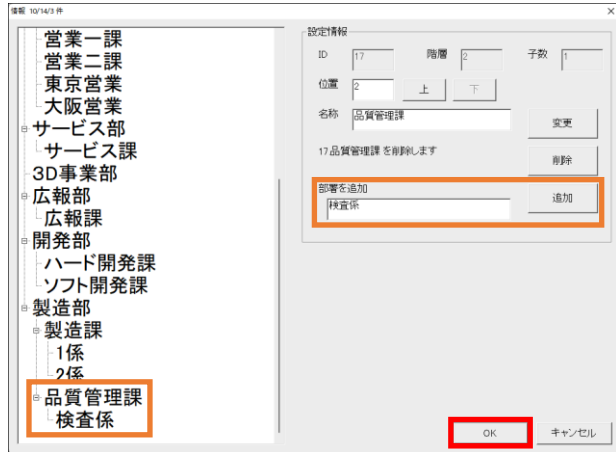 情報 10/14/3 件
×
営業一課
営業二課
東京営業
大阪営業
サービス部
サービス課
3D事業部
広報部
広報課
開発部
ハード開発課
ソフト開発課
製造部
製造課
1係
2係
品質管理課
検査係
設定情報
ID 17 階層 2 子数 1
位置 2 上 下
名称 品質管理課 変更
17.品質管理課 を削除します 削除
部署を追加
検査係 追加
OK キャンセル